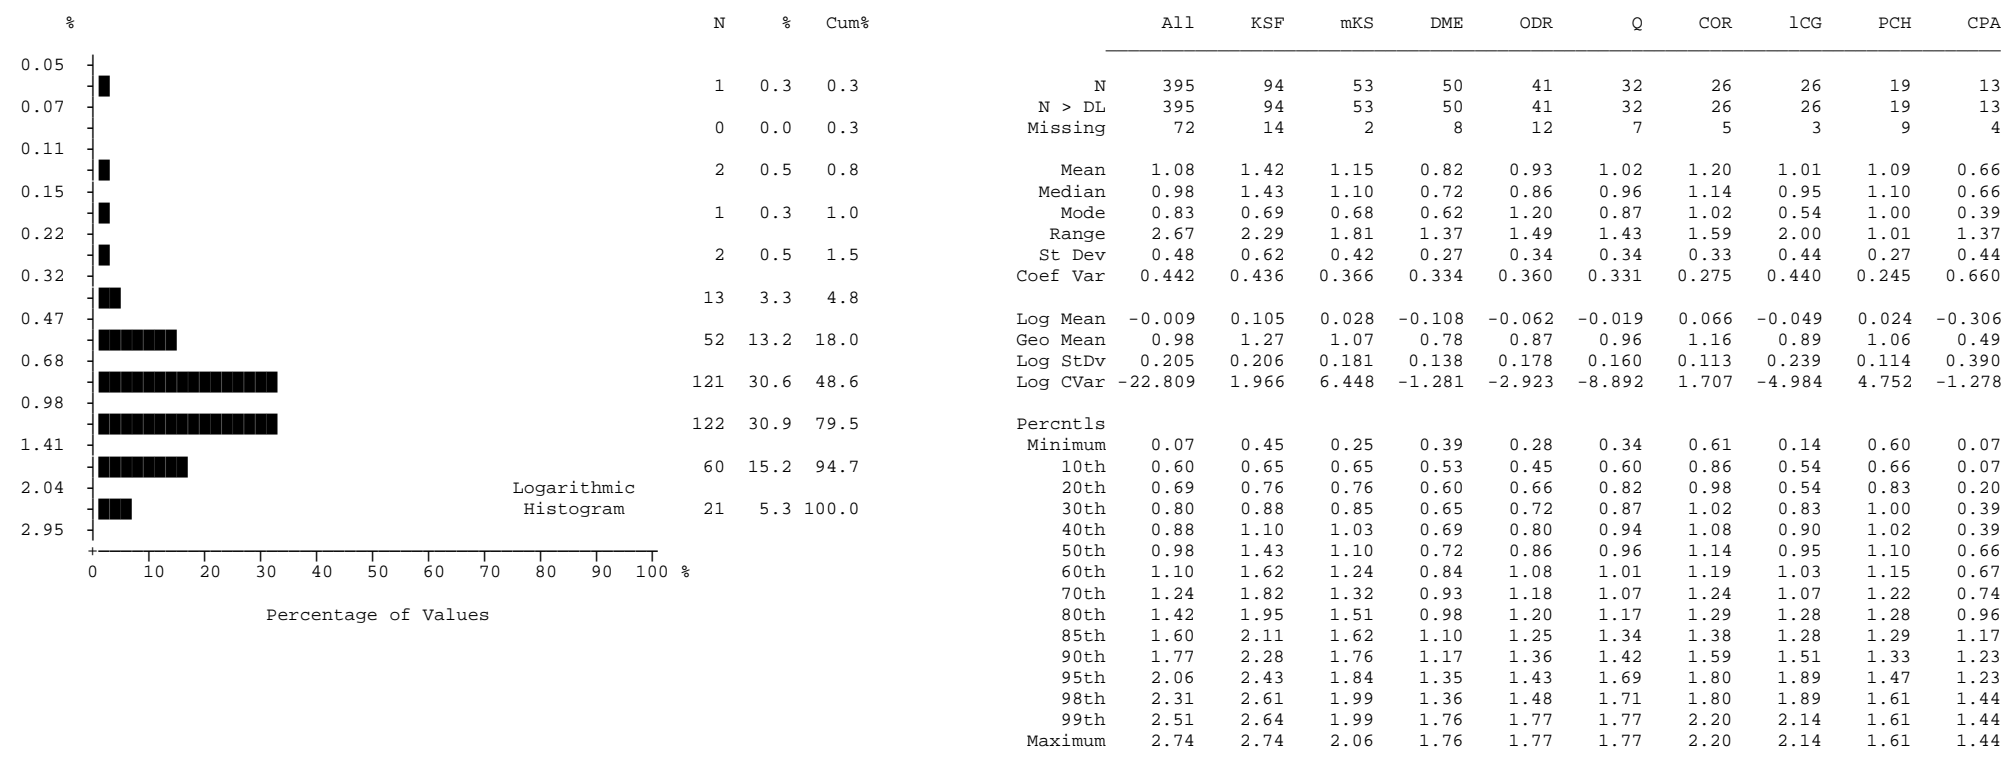 % N % Cum% All KSF mKS DME ODR Q COR lCG PCH CPA
0.05
1 0.3 0.3 N 395 94 53 50 41 32 26 26 19 13
0.07 N > DL 395 94 53 50 41 32 26 26 19 13
0 0.0 0.3 Missing 72 14 2 8 12 7 5 3 9 4
0.11
2 0.5 0.8 Mean 1.08 1.42 1.15 0.82 0.93 1.02 1.20 1.01 1.09 0.66
0.15 Median 0.98 1.43 1.10 0.72 0.86 0.96 1.14 0.95 1.10 0.66
1 0.3 1.0 Mode 0.83 0.69 0.68 0.62 1.20 0.87 1.02 0.54 1.00 0.39
0.22 Range 2.67 2.29 1.81 1.37 1.49 1.43 1.59 2.00 1.01 1.37
2 0.5 1.5 St Dev 0.48 0.62 0.42 0.27 0.34 0.34 0.33 0.44 0.27 0.44
0.32 Coef Var 0.442 0.436 0.366 0.334 0.360 0.331 0.275 0.440 0.245 0.660
13 3.3 4.8
0.47 Log Mean -0.009 0.105 0.028 -0.108 -0.062 -0.019 0.066 -0.049 0.024 -0.306
52 13.2 18.0 Geo Mean 0.98 1.27 1.07 0.78 0.87 0.96 1.16 0.89 1.06 0.49
0.68 Log StDv 0.205 0.206 0.181 0.138 0.178 0.160 0.113 0.239 0.114 0.390
121 30.6 48.6 Log CVar -22.809 1.966 6.448 -1.281 -2.923 -8.892 1.707 -4.984 4.752 -1.278
0.98
122 30.9 79.5 Percntls
1.41 Minimum 0.07 0.45 0.25 0.39 0.28 0.34 0.61 0.14 0.60 0.07
60 15.2 94.7 10th 0.60 0.65 0.65 0.53 0.45 0.60 0.86 0.54 0.66 0.07
2.04 Logarithmic 20th 0.69 0.76 0.76 0.60 0.66 0.82 0.98 0.54 0.83 0.20
Histogram 21 5.3 100.0 30th 0.80 0.88 0.85 0.65 0.72 0.87 1.02 0.83 1.00 0.39
2.95 40th 0.88 1.10 1.03 0.69 0.80 0.94 1.08 0.90 1.02 0.39
50th 0.98 1.43 1.10 0.72 0.86 0.96 1.14 0.95 1.10 0.66
0 10 20 30 40 50 60 70 80 90 100 % 60th 1.10 1.62 1.24 0.84 1.08 1.01 1.19 1.03 1.15 0.67
70th 1.24 1.82 1.32 0.93 1.18 1.07 1.24 1.07 1.22 0.74
Percentage of Values 80th 1.42 1.95 1.51 0.98 1.20 1.17 1.29 1.28 1.28 0.96
85th 1.60 2.11 1.62 1.10 1.25 1.34 1.38 1.28 1.29 1.17
90th 1.77 2.28 1.76 1.17 1.36 1.42 1.59 1.51 1.33 1.23
95th 2.06 2.43 1.84 1.35 1.43 1.69 1.80 1.89 1.47 1.23
98th 2.31 2.61 1.99 1.36 1.48 1.71 1.80 1.89 1.61 1.44
99th 2.51 2.64 1.99 1.76 1.77 1.77 2.20 2.14 1.61 1.44
Maximum 2.74 2.74 2.06 1.76 1.77 1.77 2.20 2.14 1.61 1.44